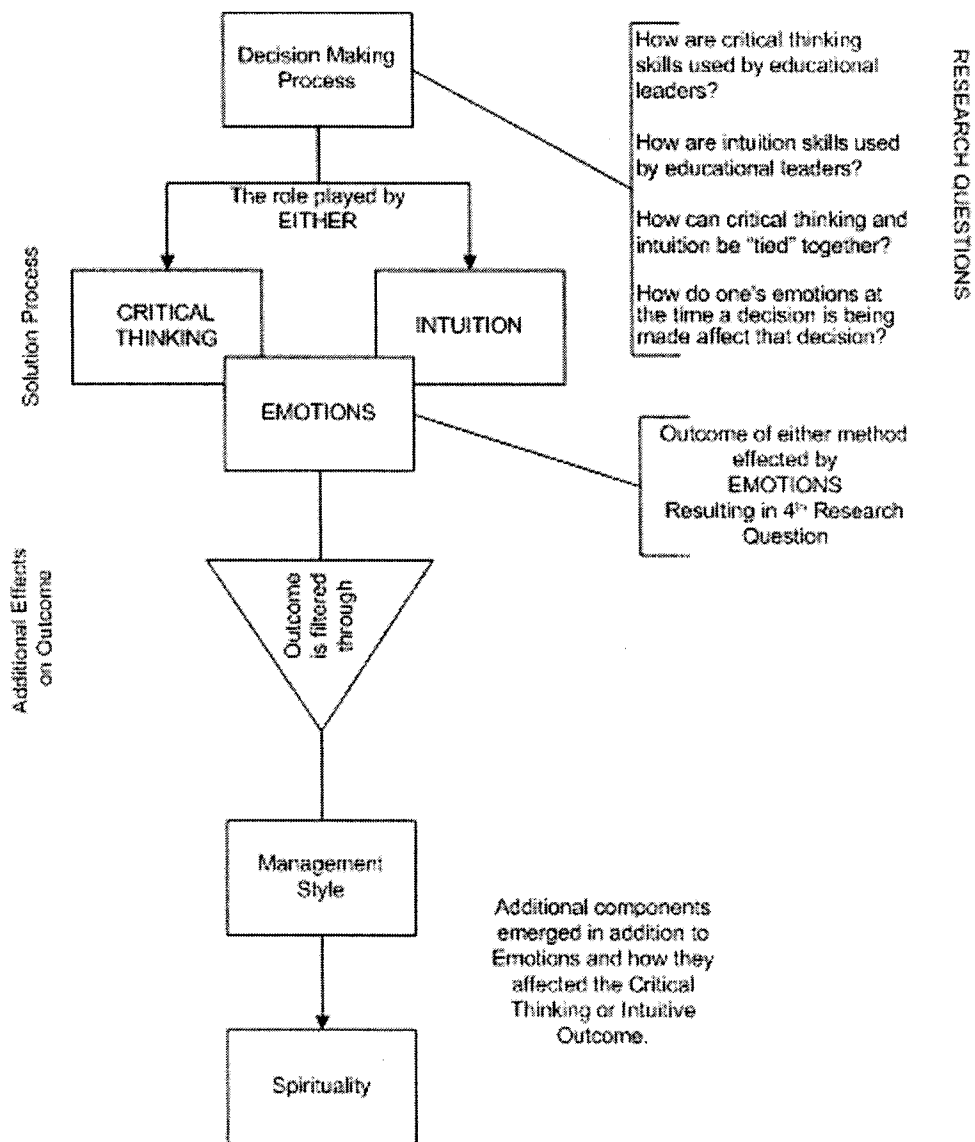 Decision Making
Process
How are critical thinking
skills used by educational
leaders?
How are intuition skills used
by educational leaders?
How can critical thinking and
intuition be “tied” together?
How do one's emotions at
the time a decision is being
made affect that decision?
RESEARCH QUESTIONS
The role played by
EITHER
Solution Process
CRITICAL
THINKING
INTUITION
EMOTIONS
Outcome of either method
effected by
EMOTIONS
Resulting in 4th Research
Question
Additional Effects
on Outcome
Outcome
is filtered
through
Management
Style
Additional components
emerged in addition to
Emotions and how they
affected the Critical
Thinking or Intuitive
Outcome.
Spirituality